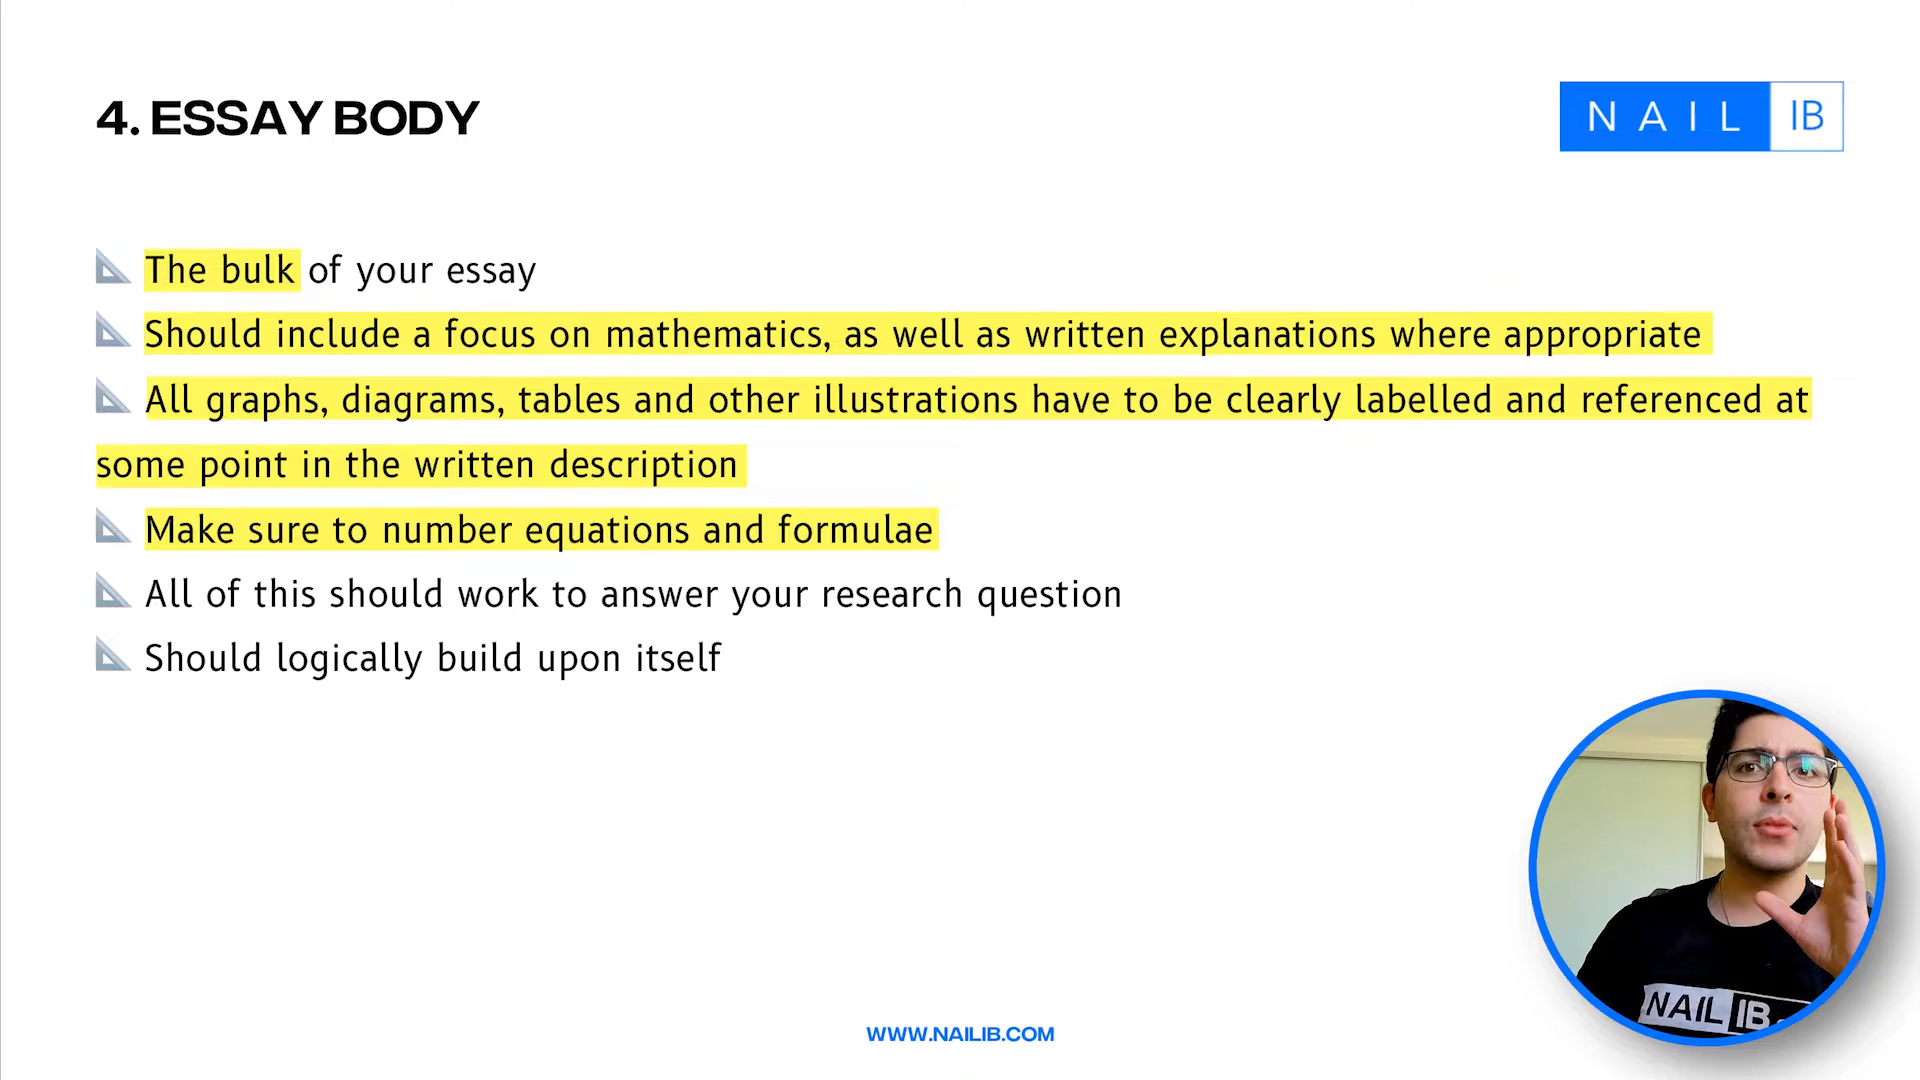 4. ESSAY BODY
NAIL IB
The bulk of your essay
Should include a focus on mathematics, as well as written explanations where appropriate
All graphs, diagrams, tables and other illustrations have to be clearly labelled and referenced at
some point in the written description
Make sure to number equations and formulae
All of this should work to answer your research question
Should logically build upon itself
NAIL IB
WWW.NAILIB.COM